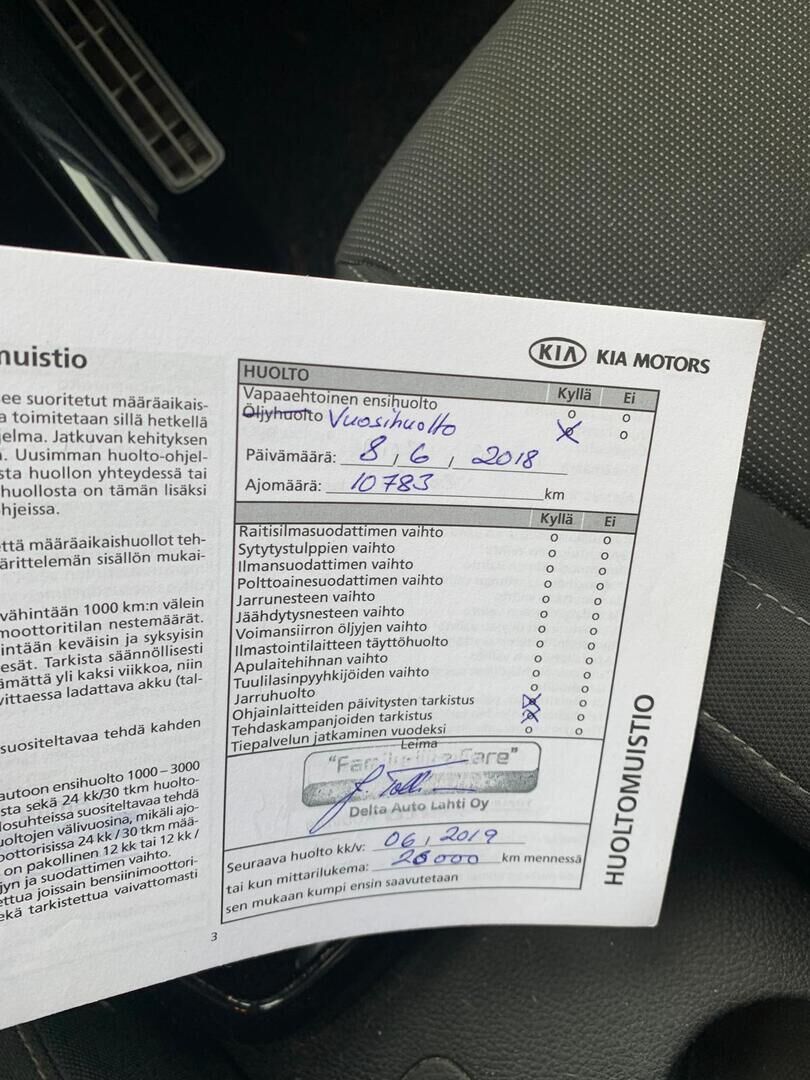 muistio
see suoritetut määräaikais-
a toimitetaan sillä hetkellä
jelma. Jatkuvan kehityksen
. Uusimman huolto-ohjel-
sta huollon yhteydessä tai
huollosta on tämän lisäksi
hjeissa.
että määräaikaishuollot teh-
ärittelemän sisällön mukai-
vähintään 1000 km:n välein
moottoritilan nestemäärät.
intään keväisin ja syksyisin
esät. Tarkista säännöllisesti
ämättä yli kaksi viikkoa, niin
vittaessa ladattava akku (tal-
suositeltavaa tehdä kahden
autoon ensihuolto 1000 – 3000
sta sekä 24 kk/30 tkm huolto-
losuhteissa suositeltavaa tehdä
uoltojen välivuosina, mikäli ajo-
oottorisissa 24 kk / 30 tkm mää-
on pakollinen 12 kk tai 12 kk /
jyn ja suodattimen vaihto.
ettua joissain bensiinimoottori-
ekä tarkistettua vaivattomasti
3
KIA KIA MOTORS
HUOLTO Kyllä Ei
Vapaaehtoinen ensihuolto o o
Öljyhuolto Vuosihuolto o
Päivämäärä: 8, 6, 2018
Ajomäärä: 10783 km
Kyllä Ei
Raitisilmasuodattimen vaihto o o
Sytytystulppien vaihto o o
Ilmansuodattimen vaihto o o
Polttoainesuodattimen vaihto o o
Jarrunesteen vaihto o o
Jäähdytysnesteen vaihto o o
Voimansiirron öljyjen vaihto o o
Ilmastointilaitteen täyttöhuolto o o
Apulaitehihnan vaihto o o
Tuulilasinpyyhkijöiden vaihto o o
Jarruhuolto o o
Ohjainlaitteiden päivitysten tarkistus o
Tehdaskampanjoiden tarkistus o
Tiepalvelun jatkaminen vuodeksi o o
Leima
Care"
Delta Auto Lahti Oy
Seuraava huolto kk/v: 06, 2019
tai kun mittarilukema: 20000 km mennessä
sen mukaan kumpi ensin saavutetaan
HUOLTOMUISTIO